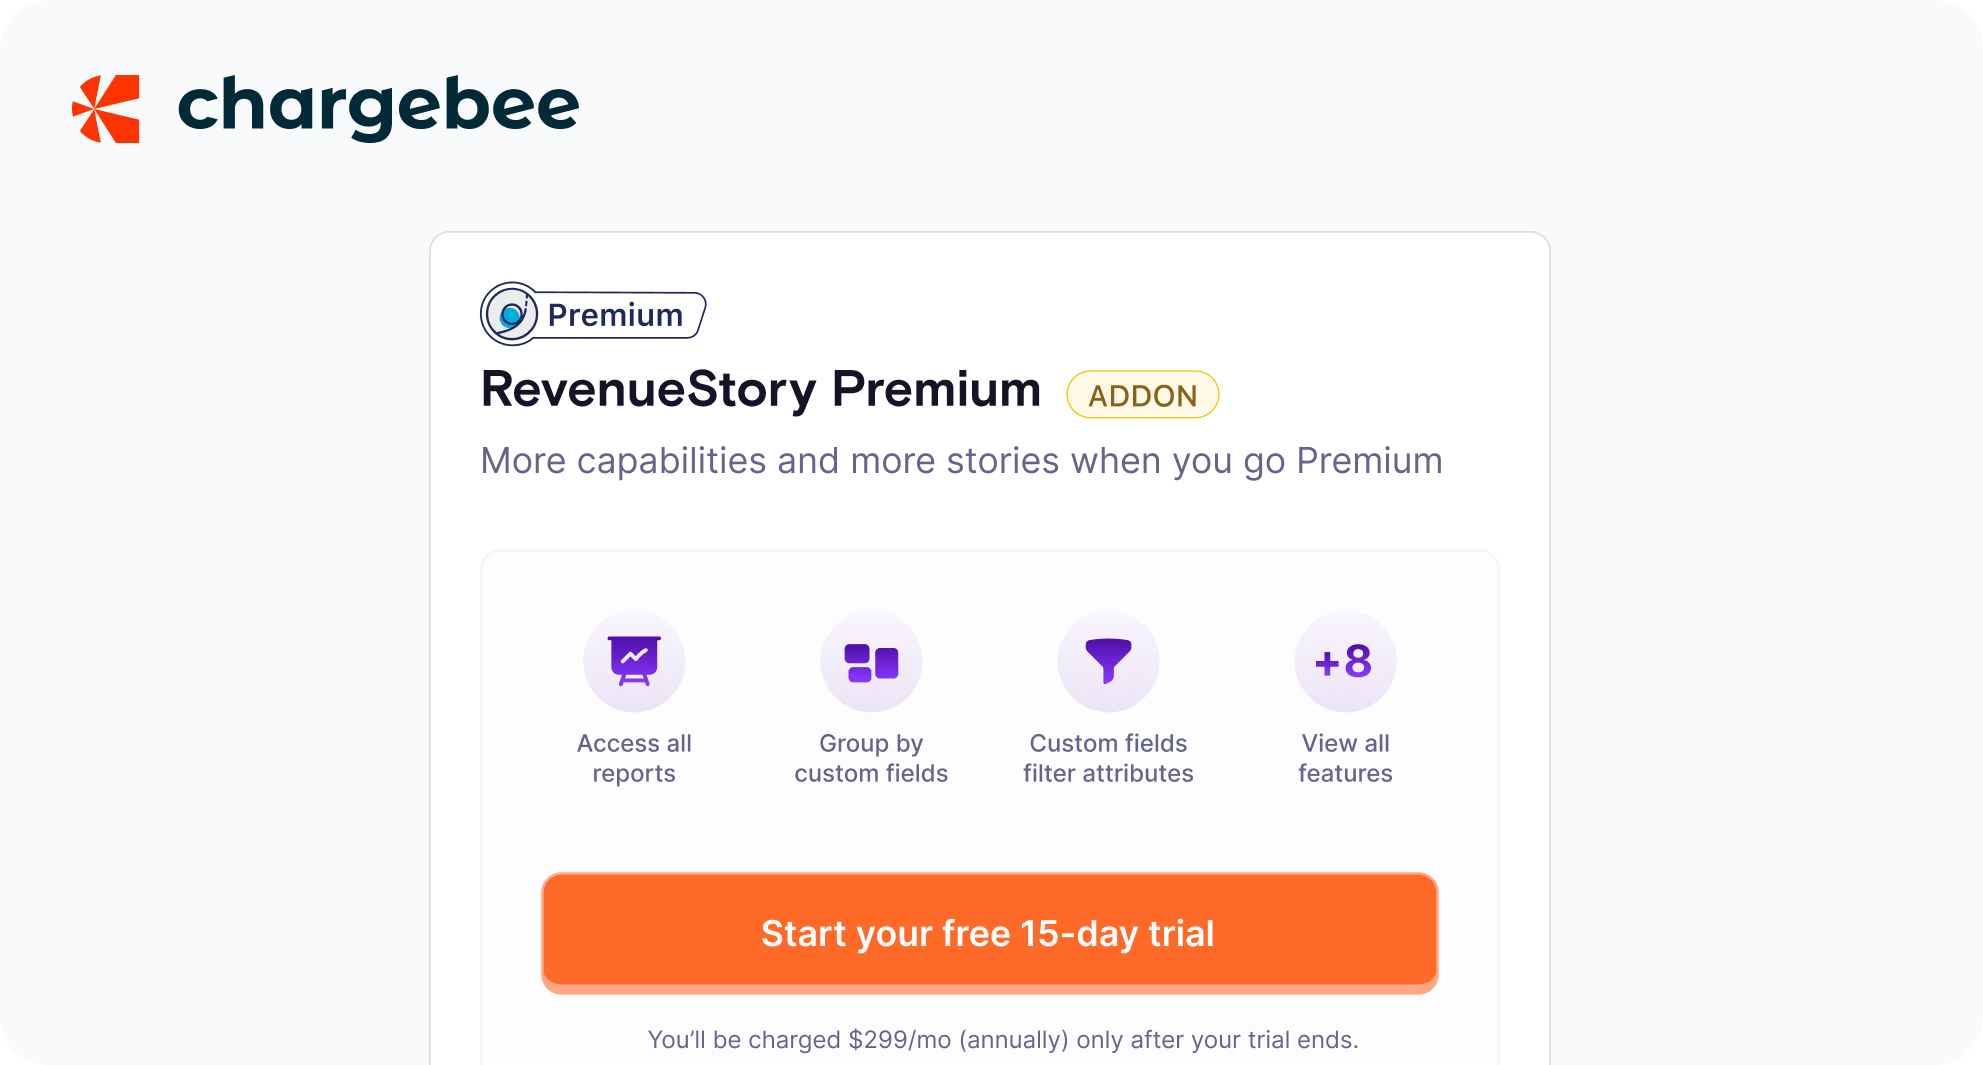 chargebee
Premium
RevenueStory Premium ADDON
More capabilities and more stories when you go Premium
Access all
reports
Group by
custom fields
Custom fields
filter attributes
+8
View all
features
Start your free 15-day trial
You’ll be charged $299/mo (annually) only after your trial ends.